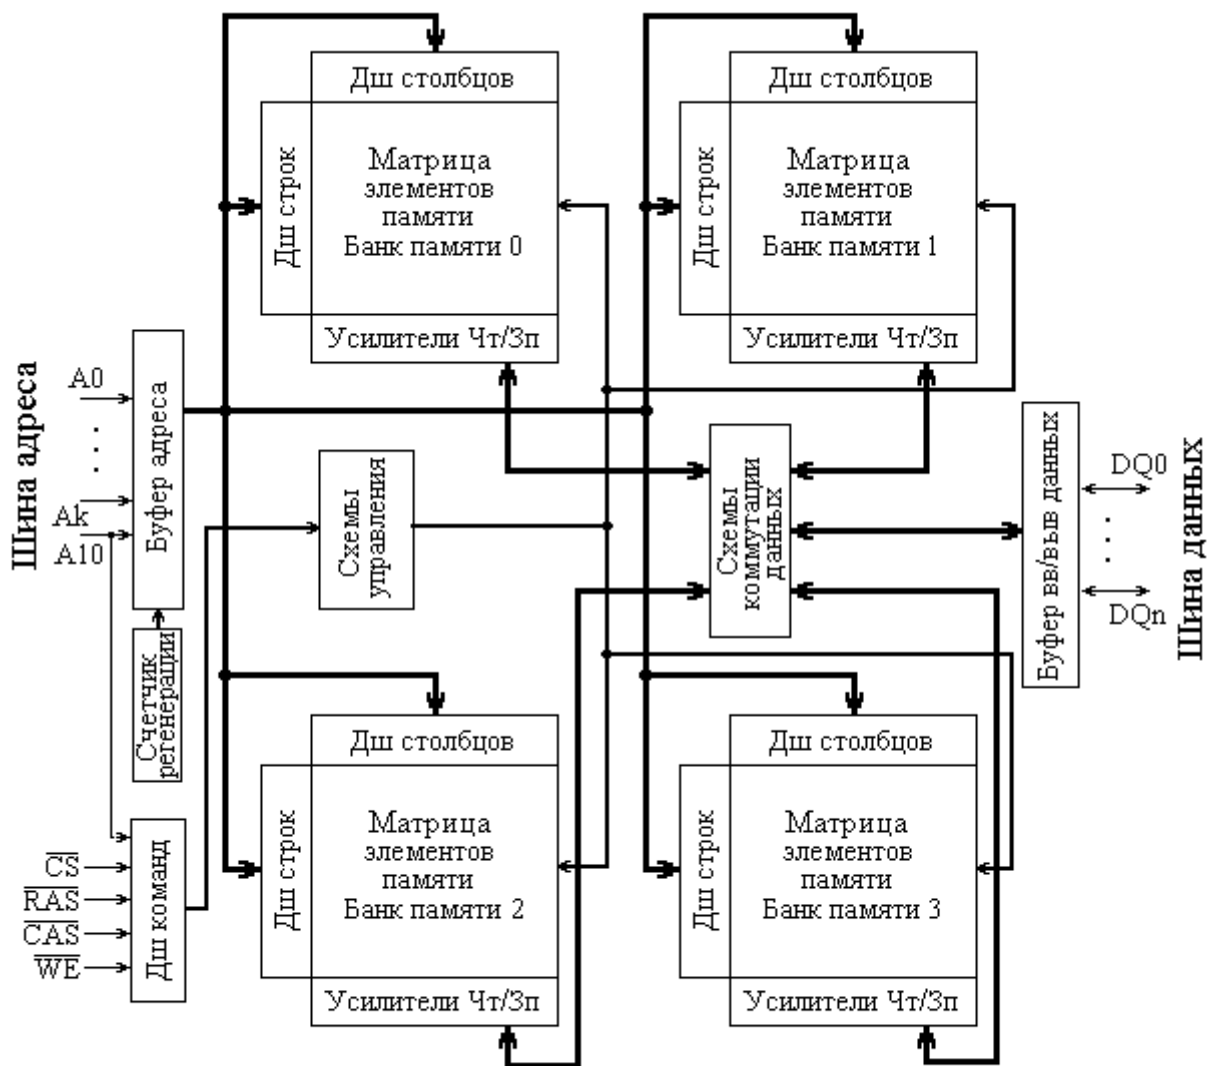 Дш столбцов
Дш строк
Матрица
элементов
памяти
Банк памяти 0
Усилители Чт/Зп
Дш столбцов
Дш строк
Матрица
элементов
памяти
Банк памяти 1
Усилители Чт/Зп
Шина адреса
A0
Ak
A10
Буфер адреса
Счетчик
регенерации
Схемы
управления
Схемы
коммутации
данных
Буфер вв/выв данных
DQ0
DQn
Шина данных
CS
RAS
CAS
WE
Дш команд
Дш столбцов
Дш строк
Матрица
элементов
памяти
Банк памяти 2
Усилители Чт/Зп
Дш столбцов
Дш строк
Матрица
элементов
памяти
Банк памяти 3
Усилители Чт/Зп